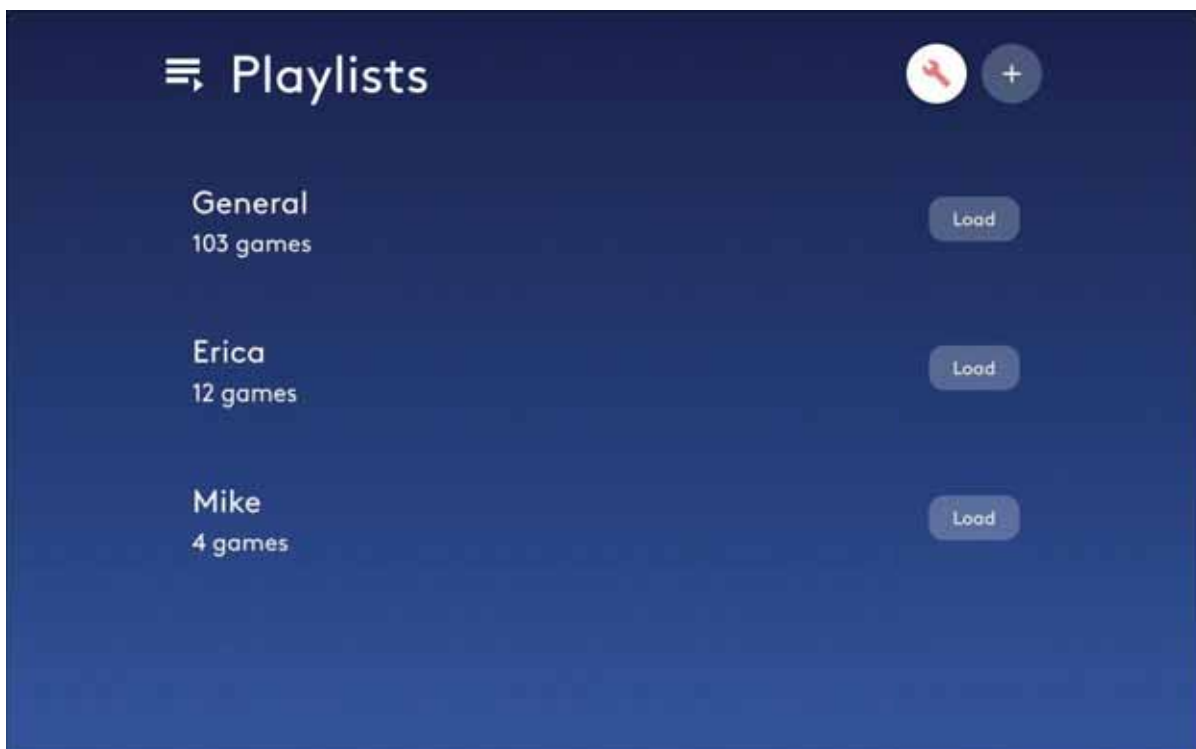 Playlists
+
General
103 games
Load
Erica
12 games
Load
Mike
4 games
Load